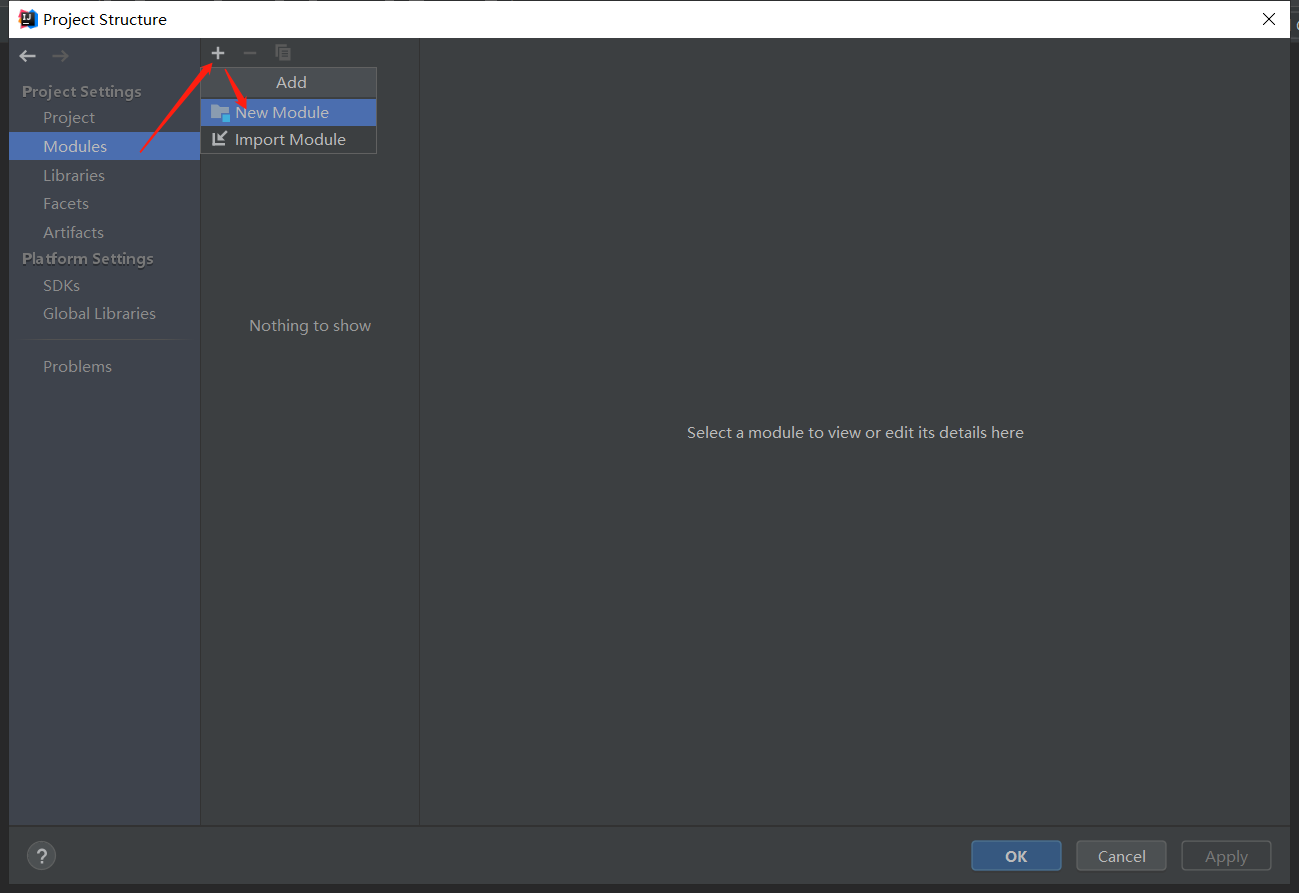 Project Structure
Project Settings
Project
Modules
Libraries
Facets
Artifacts
Platform Settings
SDKs
Global Libraries
Problems
Add
New Module
Import Module
Nothing to show
Select a module to view or edit its details here
?
OK
Cancel
Apply